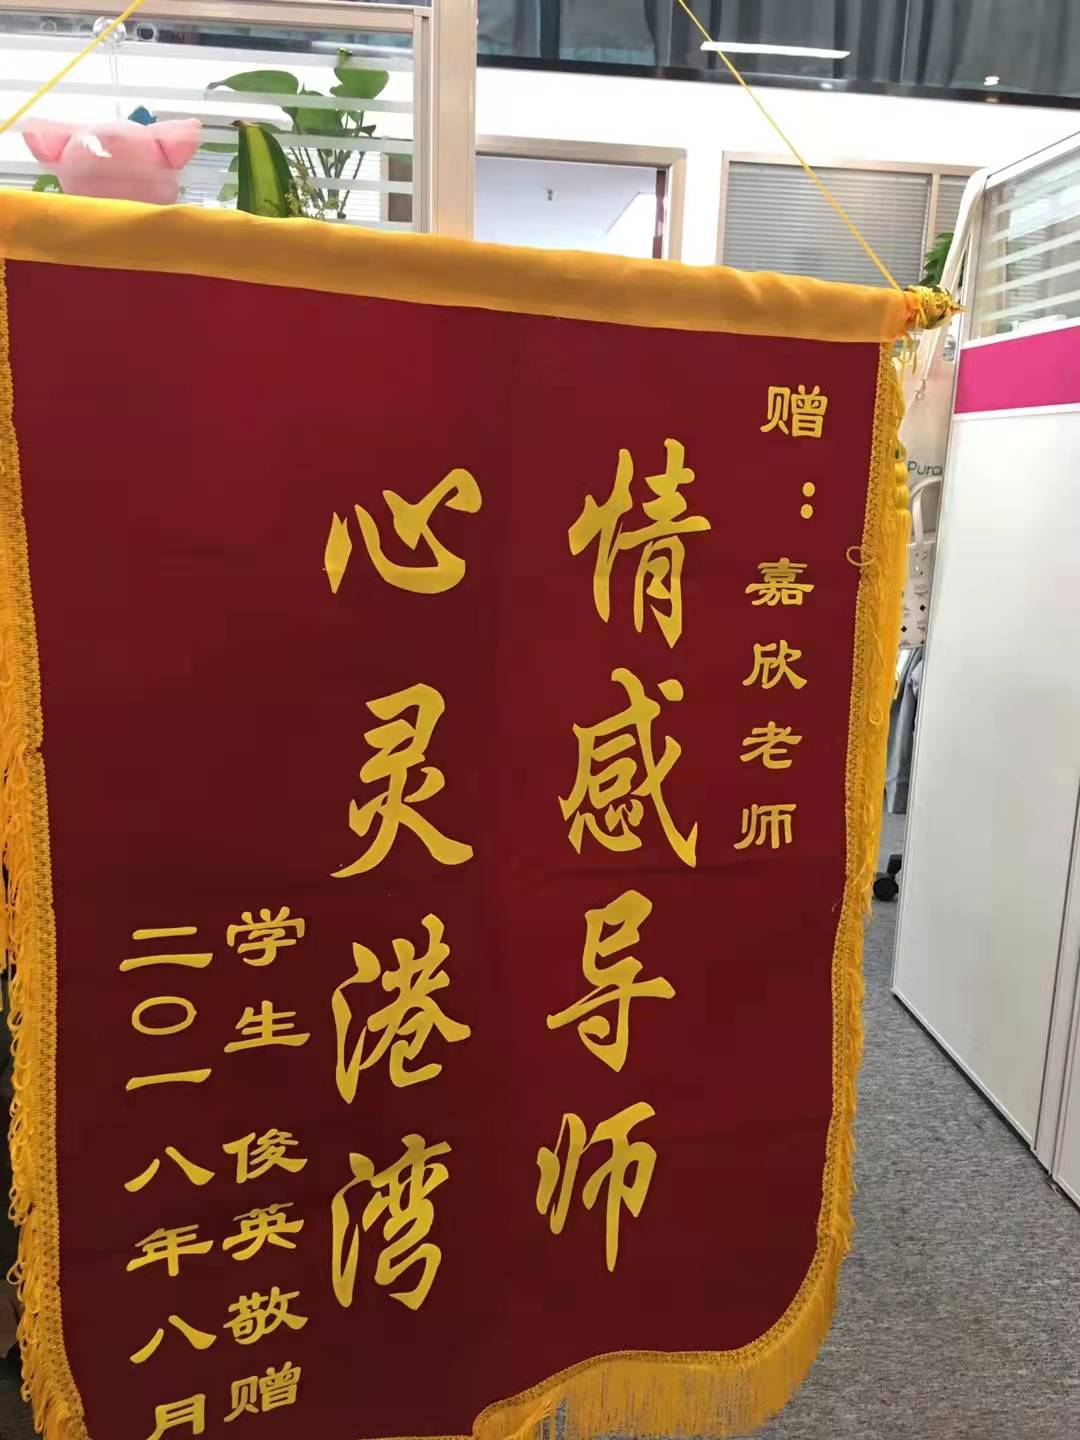 赠：嘉欣老师
情感导师
心灵港湾
学生 俊英敬赠
二〇一八年八月
Pura